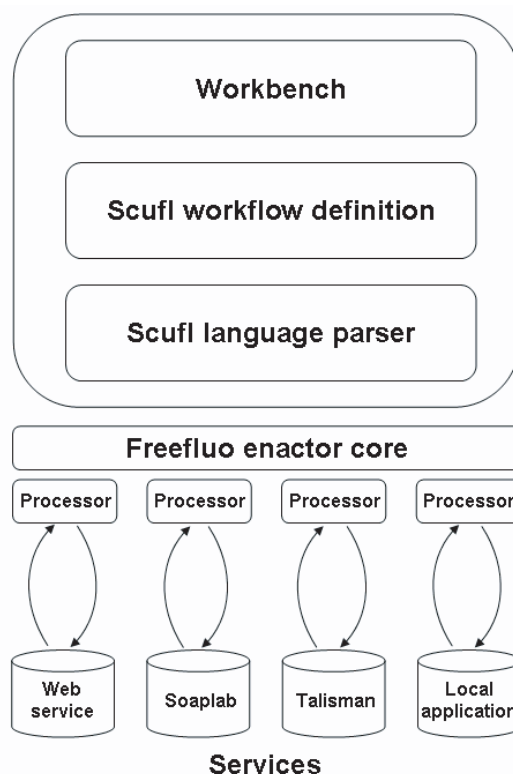 Workbench
Scufl workflow definition
Scufl language parser
Freefluo enactor core
Processor Processor Processor Processor
Web service
Soaplab
Talisman
Local application
Services